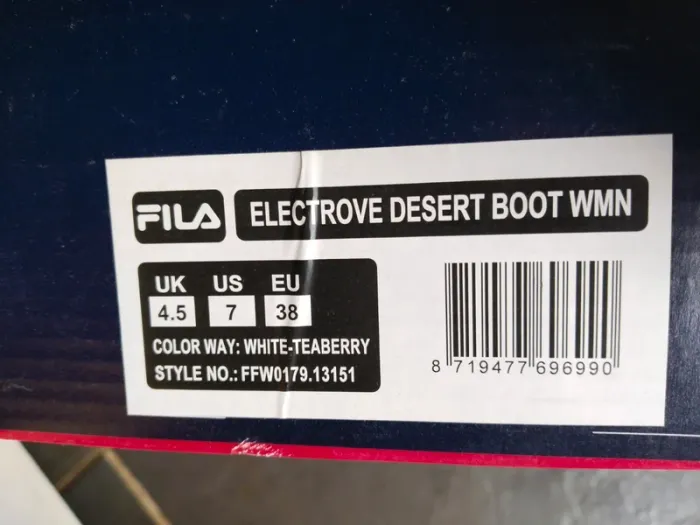 FILA
ELECTROVE DESERT BOOT WMN
UK US EU
4.5 7 38
COLOR WAY: WHITE-TEABERRY
STYLE NO.: FFW0179.13151
8 719477 696990